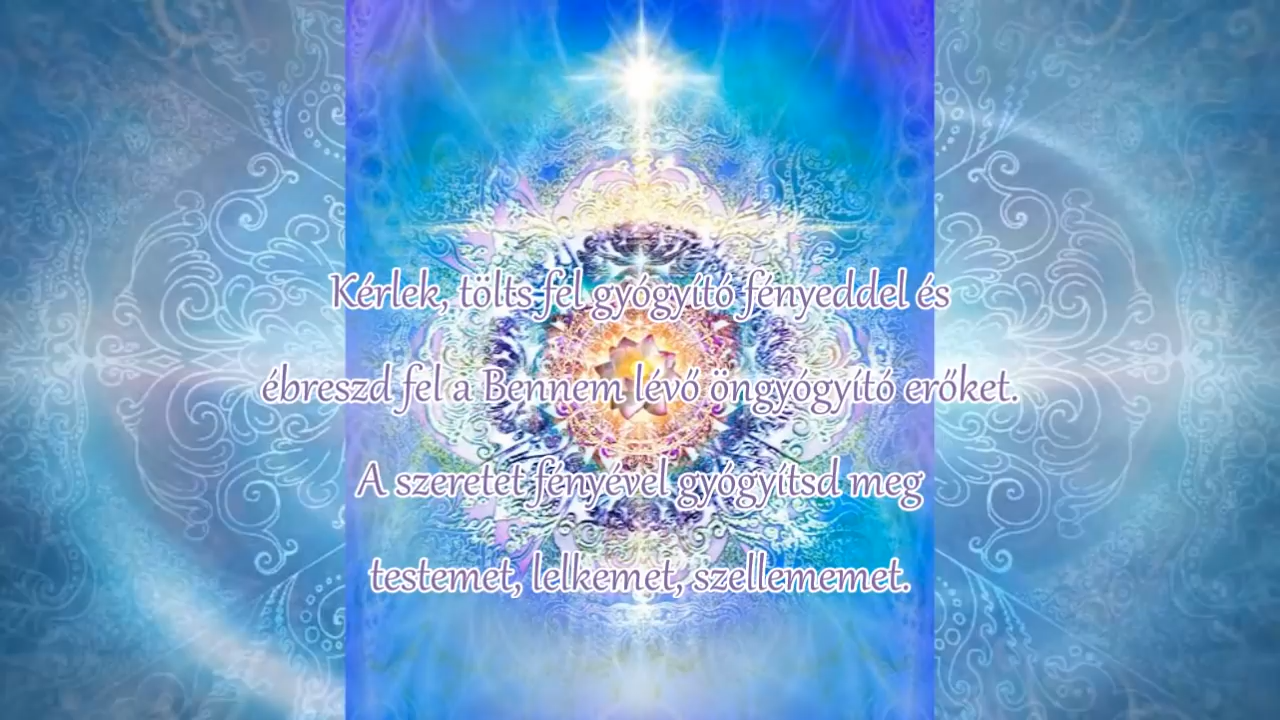 Kérlek, tölts fel gyógyító fényeddel és
ébreszd fel a Bennem lévő öngyógyító erőket.
A szeretet fényével gyógyítsd meg
testemet, lelkemet, szellememet.